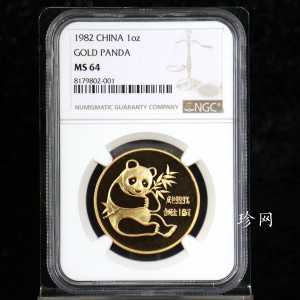 1982 CHINA 1oz
GOLD PANDA
MS 64
8179802-001
NUMISMATIC GUARANTY COMPANY
NGC
珍网